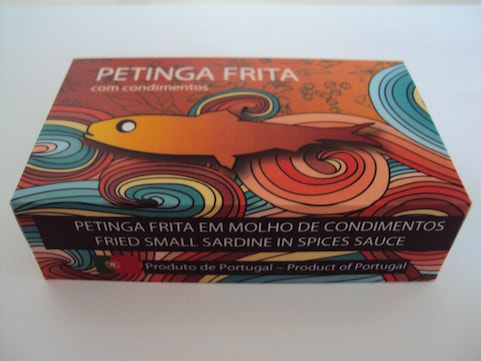 PETINGA FRITA
com condimentos
PETINGA FRITA EM MOLHO DE CONDIMENTOS
FRIED SMALL SARDINE IN SPICES SAUCE
Produto de Portugal – Product of Portugal